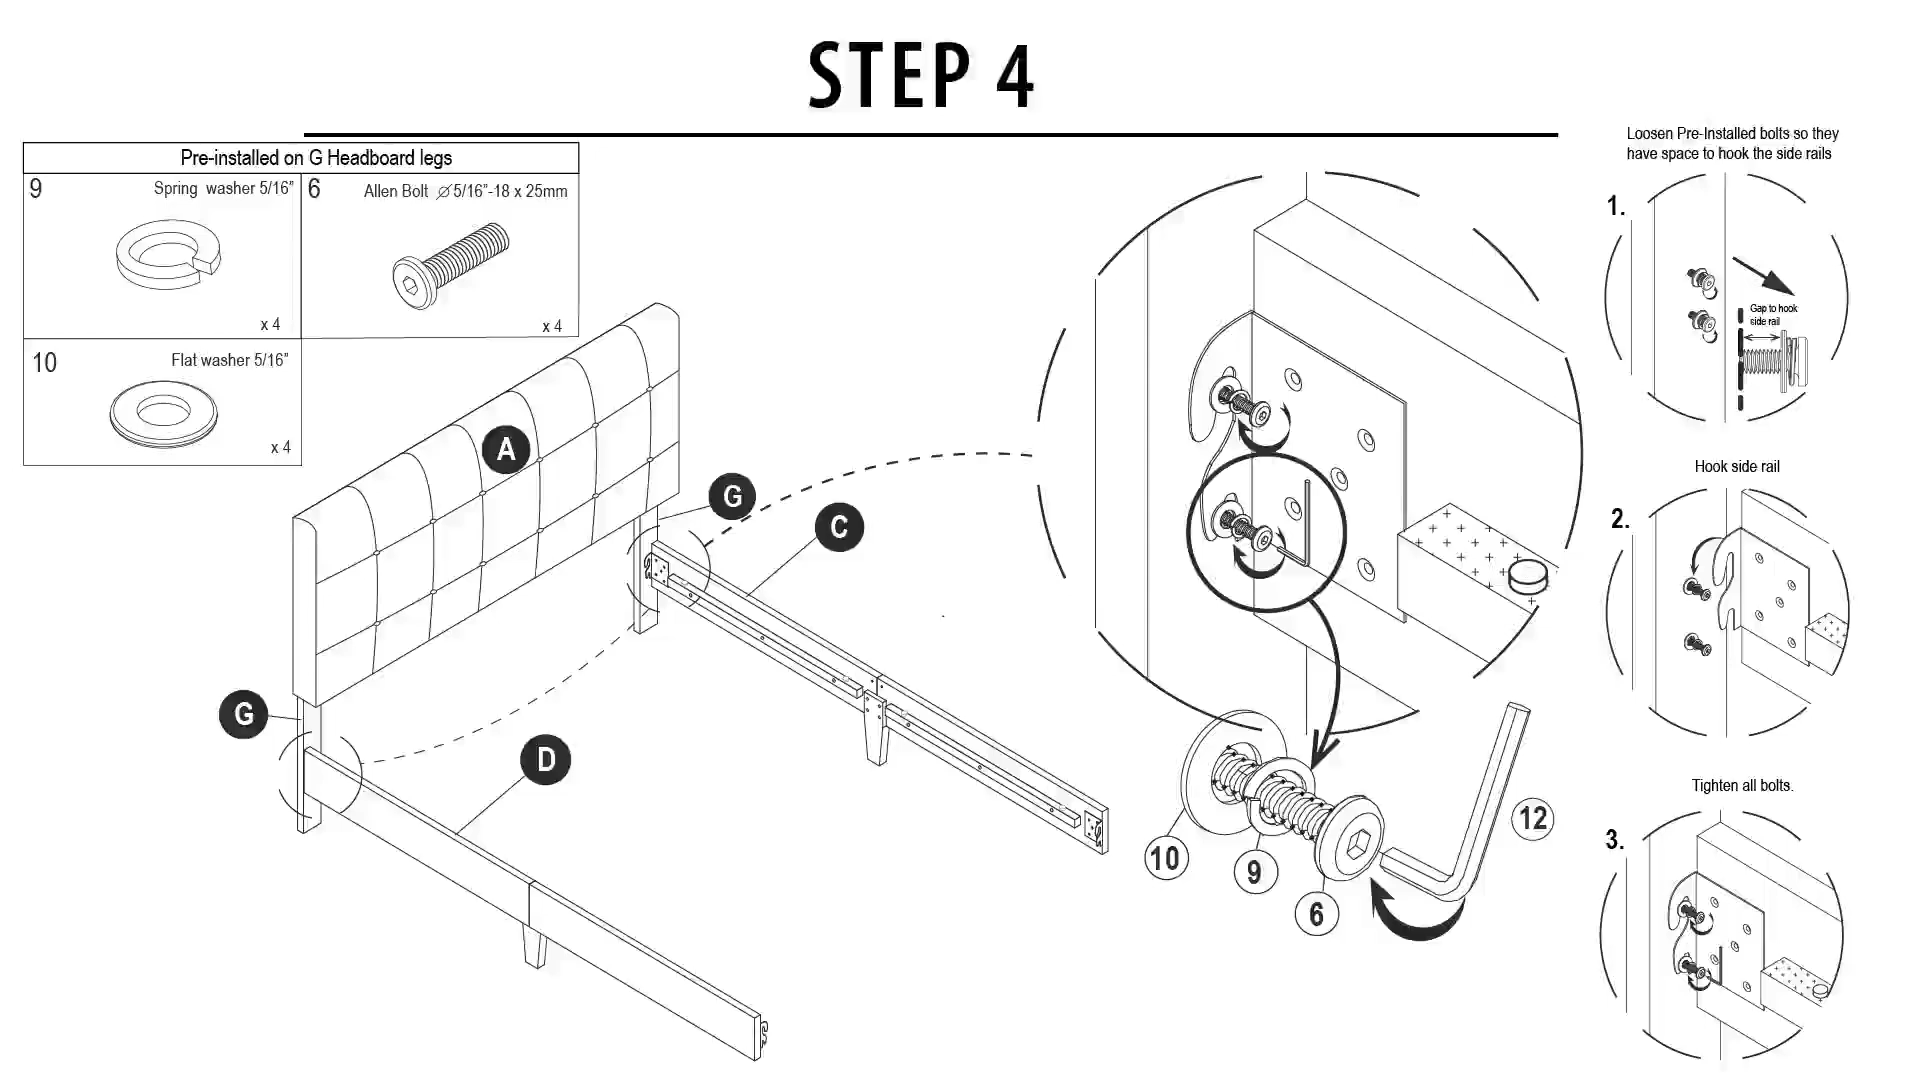 STEP 4
Pre-installed on G Headboard legs
9 Spring washer 5/16”
x 4
6 Allen Bolt ⌀5/16”-18 x 25mm
x 4
10 Flat washer 5/16”
x 4
A
G
C
G
D
10
9
6
12
Loosen Pre-Installed bolts so they
have space to hook the side rails
1.
Gap to hook
side rail
Hook side rail
2.
Tighten all bolts.
3.